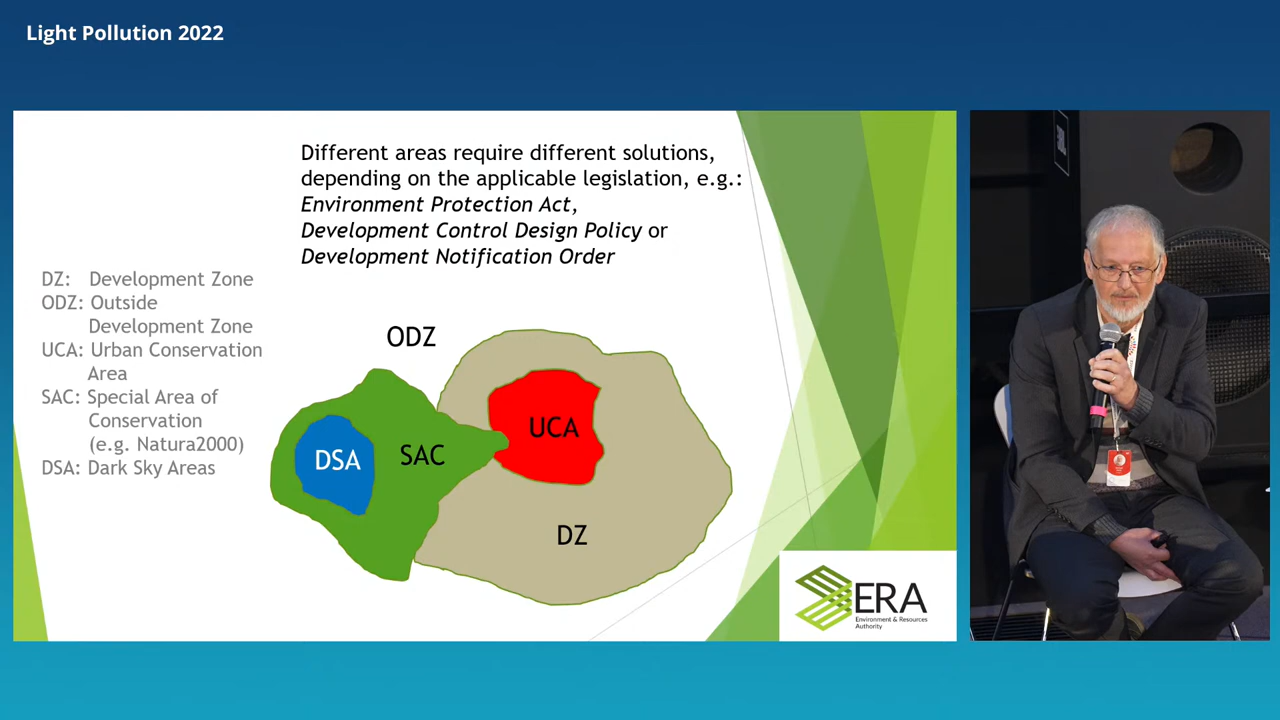 Light Pollution 2022
Different areas require different solutions,
depending on the applicable legislation, e.g.:
Environment Protection Act,
Development Control Design Policy or
Development Notification Order
DZ: Development Zone
ODZ: Outside
Development Zone
UCA: Urban Conservation
Area
SAC: Special Area of
Conservation
(e.g. Natura2000)
DSA: Dark Sky Areas
ODZ
UCA
SAC
DSA
DZ
ERA
Environment & Resources
Authority